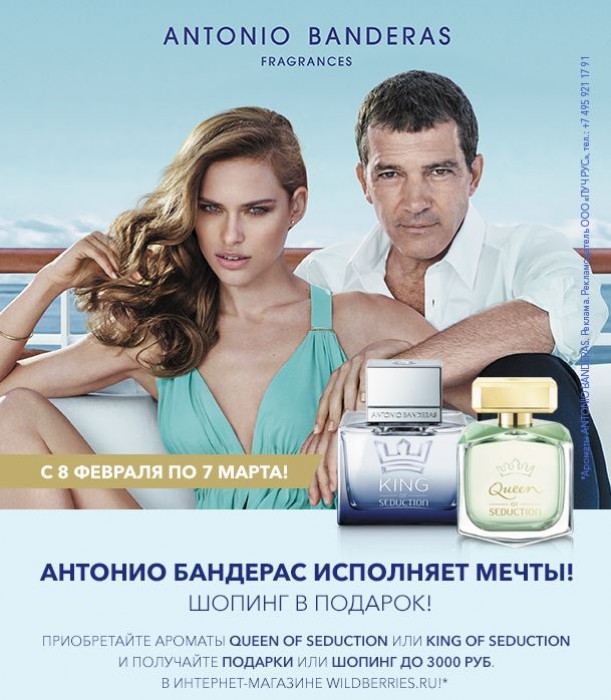 ANTONIO BANDERAS
FRAGRANCES
*Ароматы ANTONIO BANDERAS. Реклама. Рекламодатель ООО «ПУЧ РУС», тел.: +7 495 921 17 91
ANTONIO BANDERAS
KING
OF
SEDUCTION
Queen
OF
SEDUCTION
С 8 ФЕВРАЛЯ ПО 7 МАРТА!
АНТОНИО БАНДЕРАС ИСПОЛНЯЕТ МЕЧТЫ!
ШОПИНГ В ПОДАРОК!
ПРИОБРЕТАЙТЕ АРОМАТЫ QUEEN OF SEDUCTION ИЛИ KING OF SEDUCTION
И ПОЛУЧАЙТЕ ПОДАРКИ ИЛИ ШОПИНГ ДО 3000 РУБ.
В ИНТЕРНЕТ-МАГАЗИНЕ WILDBERRIES.RU!*